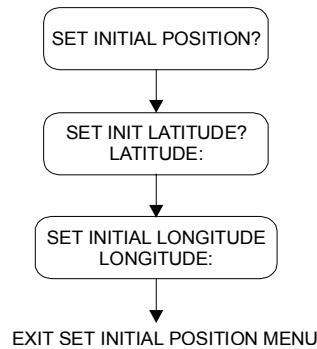 SET INITIAL POSITION?
SET INIT LATITUDE?
LATITUDE:
SET INITIAL LONGITUDE
LONGITUDE:
EXIT SET INITIAL POSITION MENU